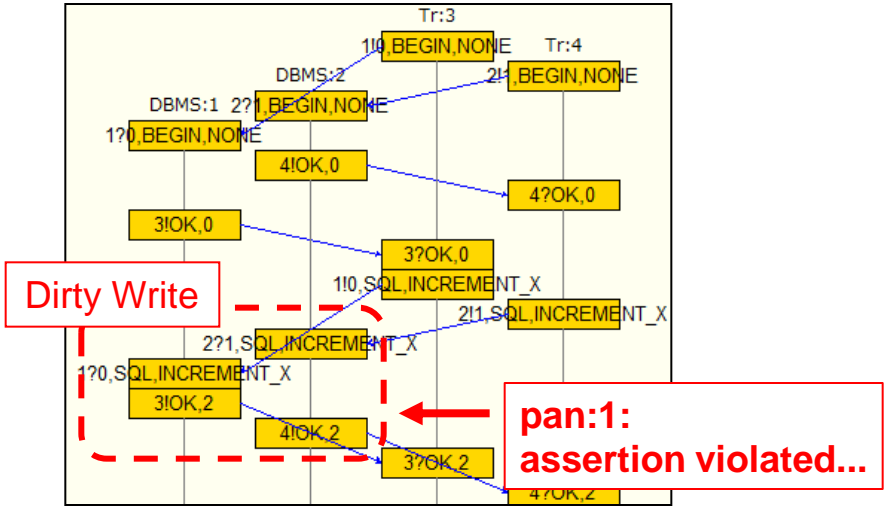 Tr:3
1!0,BEGIN,NONE
Tr:4
DBMS:2
2!1,BEGIN,NONE
DBMS:1
2?1,BEGIN,NONE
1?0,BEGIN,NONE
4!OK,0
4?OK,0
3!OK,0
3?OK,0
Dirty Write
1!0,SQL,INCREMENT_X
2!1,SQL,INCREMENT_X
2?1,SQL,INCREMENT_X
1?0,SQL,INCREMENT_X
3!OK,2
pan:1:
assertion violated...
4!OK,2
3?OK,2
4?OK,2